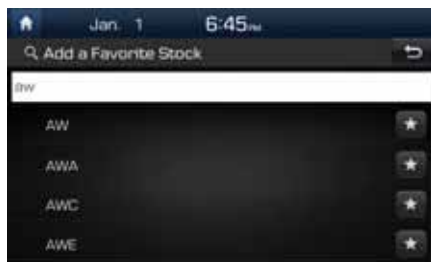 Jan. 1 6:45PM
Add a Favorite Stock
aw
AW
AWA
AWC
AWE